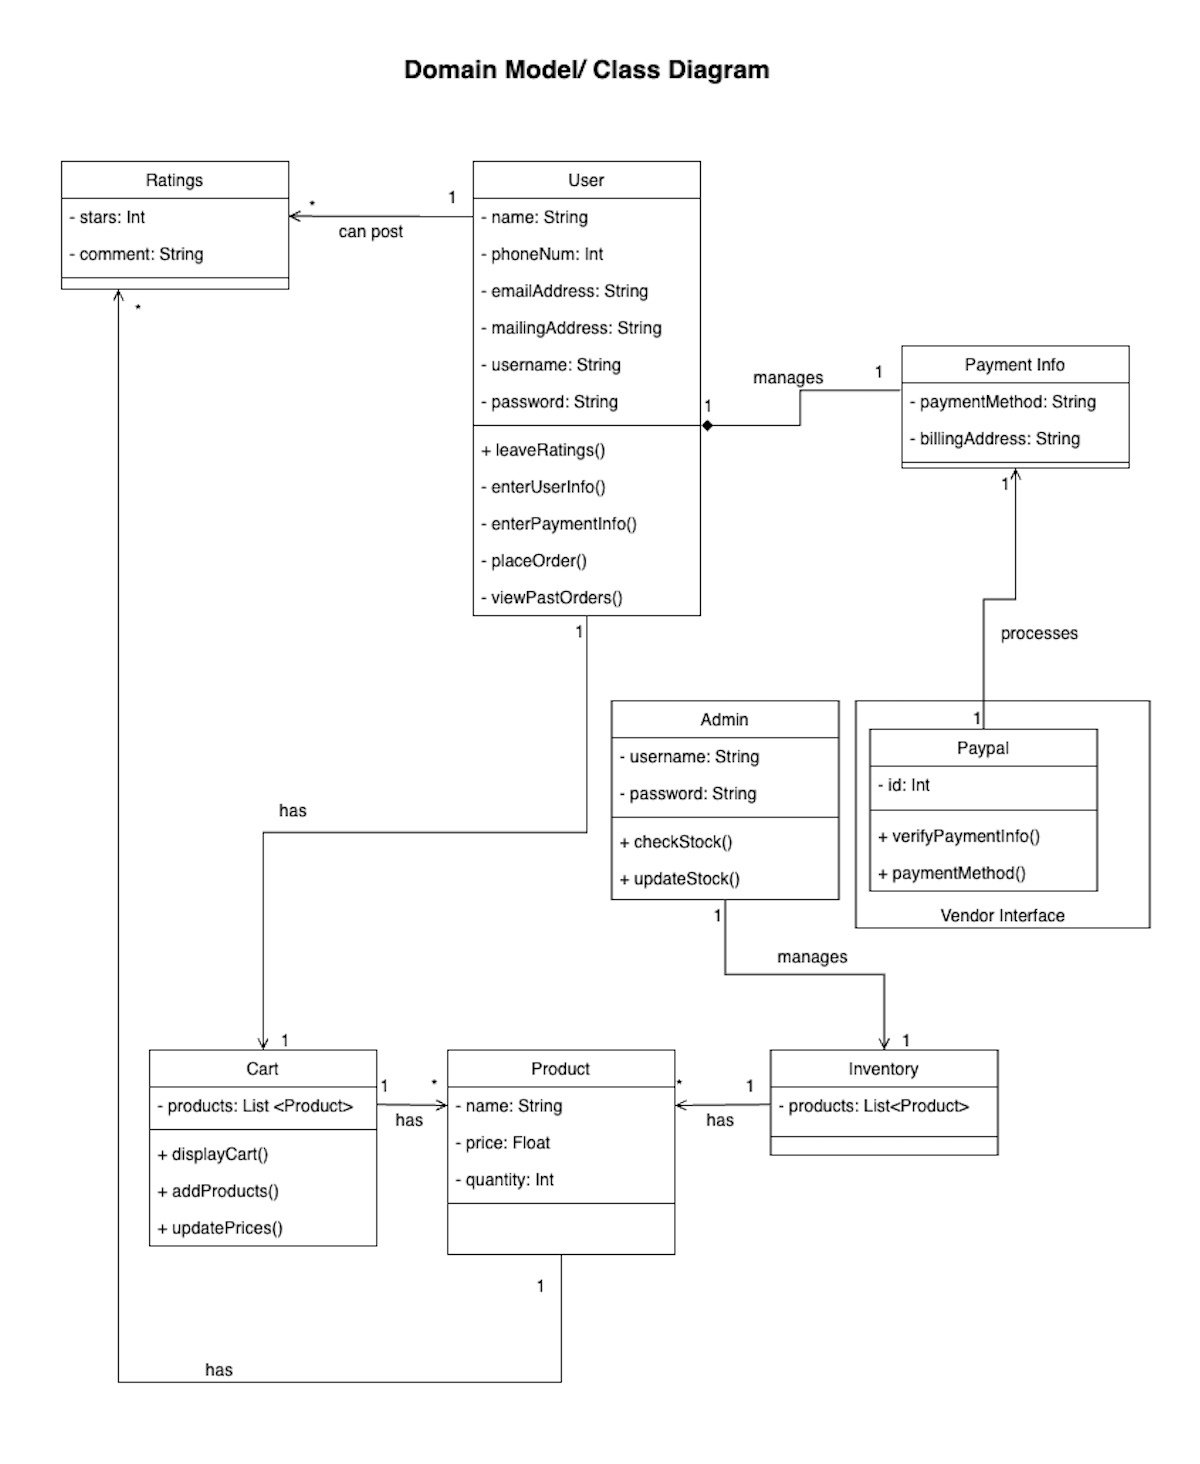 Domain Model/ Class Diagram
Ratings
- stars: Int
- comment: String
*
1
can post
*
User
- name: String
- phoneNum: Int
- emailAddress: String
- mailingAddress: String
- username: String
- password: String
+ leaveRatings()
- enterUserInfo()
- enterPaymentInfo()
- placeOrder()
- viewPastOrders()
1
manages
1
Payment Info
- paymentMethod: String
- billingAddress: String
1
processes
1
Paypal
- id: Int
+ verifyPaymentInfo()
+ paymentMethod()
Vendor Interface
1
has
1
Admin
- username: String
- password: String
+ checkStock()
+ updateStock()
1
manages
1
Cart
- products: List <Product>
+ displayCart()
+ addProducts()
+ updatePrices()
1
*
has
Product
- name: String
- price: Float
- quantity: Int
*
1
has
Inventory
- products: List<Product>
1
has